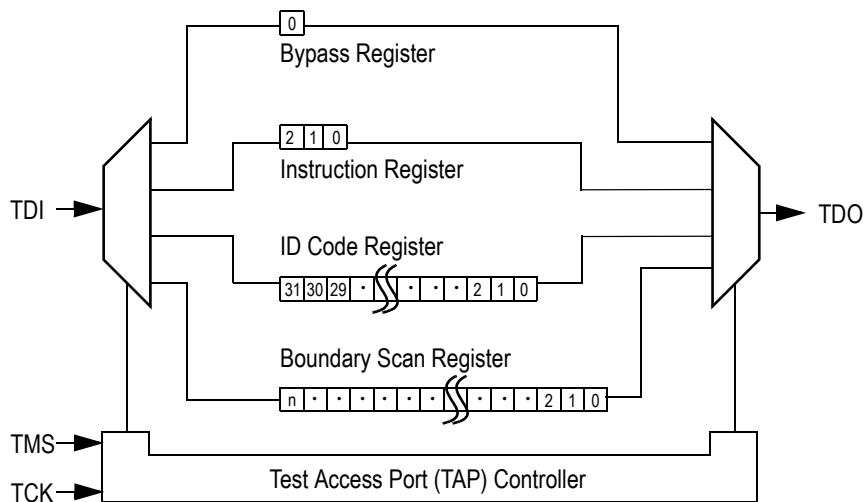 0
Bypass Register
2 1 0
Instruction Register
TDI
TDO
ID Code Register
31 30 29 · · · · · 2 1 0
Boundary Scan Register
n · · · · · · · · · · 2 1 0
TMS
TCK
Test Access Port (TAP) Controller